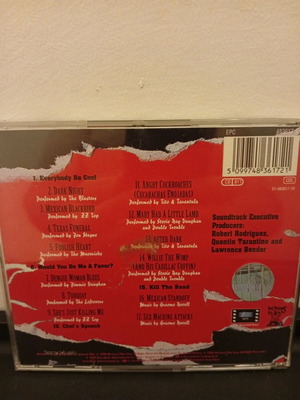 EPC
5 099748 361721
1. Everybody Be Cool
2. Dark Night
Performed by The Blasters
3. Mexican Blackbird
Performed by ZZ Top
4. Texas Funeral
Performed by Jon Wayne
5. Foolish Heart
Performed by The Mavericks
6. Would You Do Me A Favor?
7. Dengue Woman Blues
Performed by Jimmie Vaughan
8. Torquay
Performed by The Leftovers
9. She's Just Killing Me
Performed by ZZ Top
10. Chet's Speech
11. Angry Cockroaches
(Cucarachas Enojadas)
Performed by Tito & Tarantula
12. Mary Had A Little Lamb
Performed by Stevie Ray Vaughan
and Double Trouble
13. After Dark
Performed by Tito & Tarantula
14. Willie The Wimp
(And His Cadillac Coffin)
Performed by Stevie Ray Vaughan
and Double Trouble
15. Kill The Band
16. Mexican Standoff
Music by Graeme Revell
17. Sex Machine Attacks
Music by Graeme Revell
Soundtrack Executive
Producers:
Robert Rodriguez,
Quentin Tarantino and
Lawrence Bender